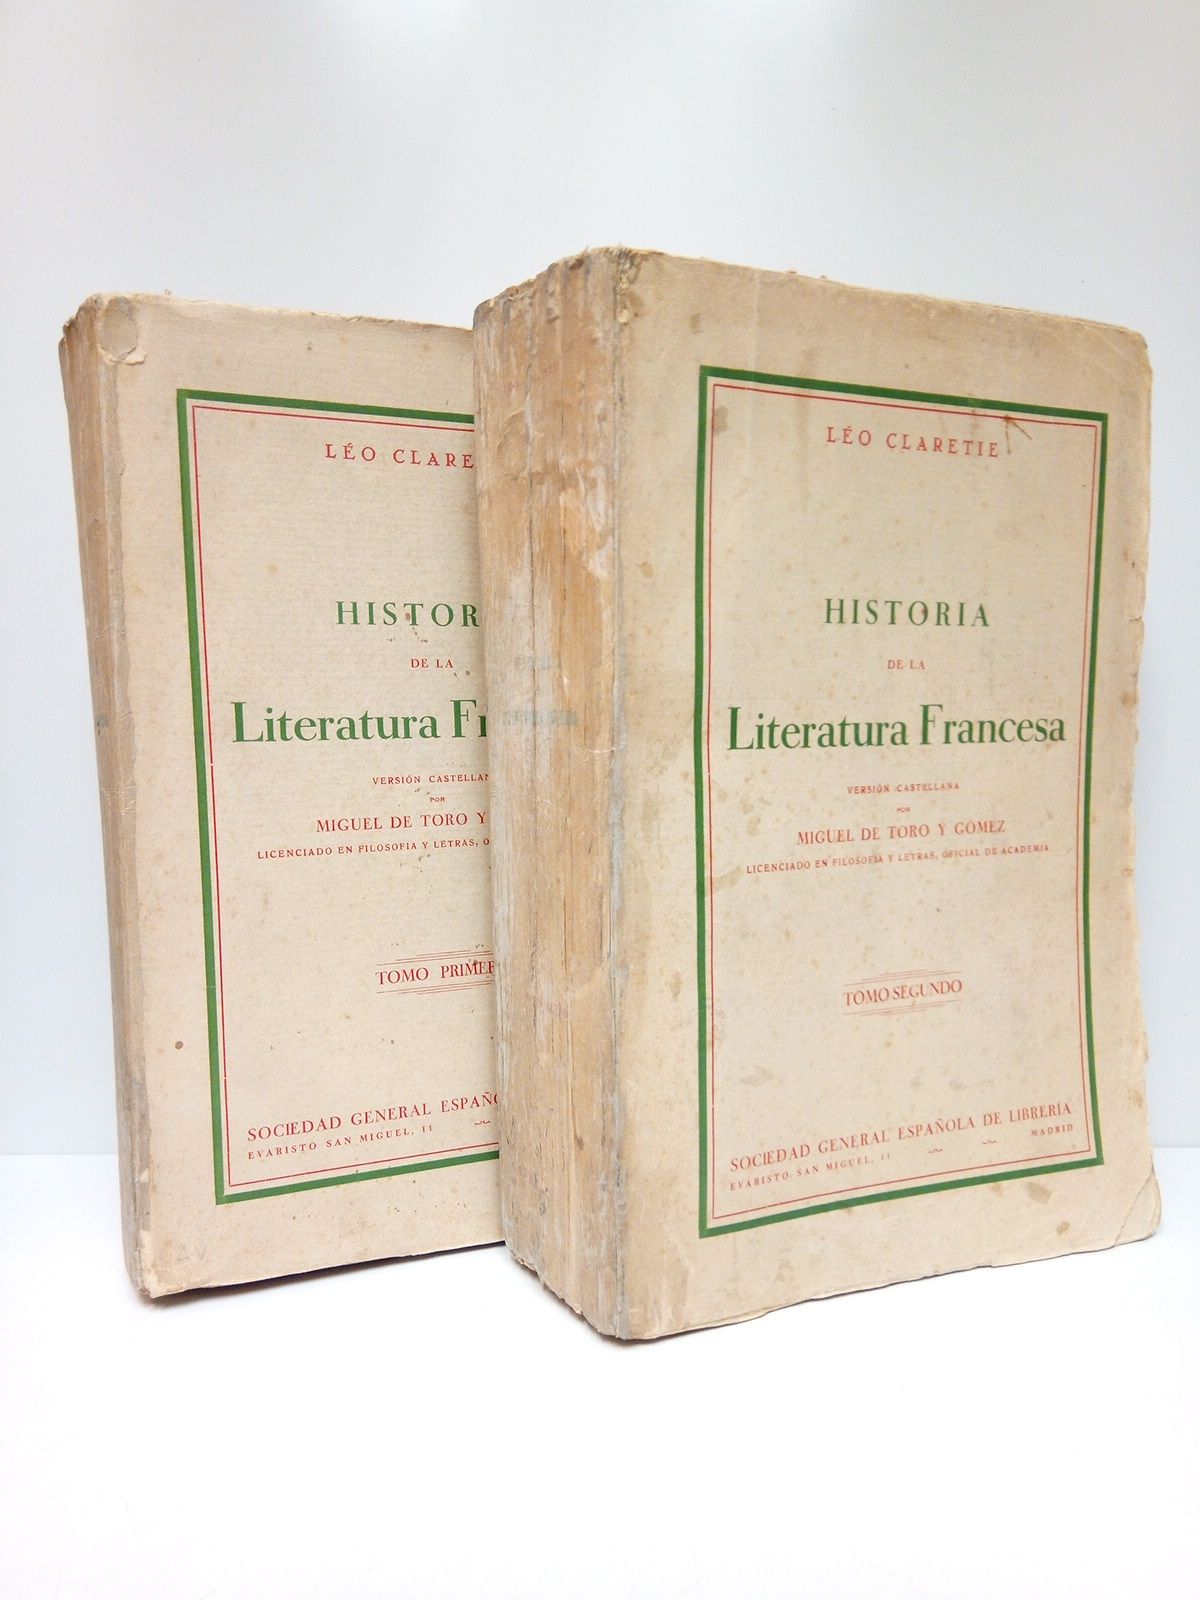 LÉO CLARE
HISTOR
DE LA
Literatura Fr
VERSIÓN CASTELLAN
POR
MIGUEL DE TORO Y
LICENCIADO EN FILOSOFIA Y LETRAS, O
TOMO PRIMER
SOCIEDAD GENERAL ESPAÑO
EVARISTO SAN MIGUEL, 11
LÉO CLARETIE
HISTORIA
DE LA
Literatura Francesa
VERSIÓN CASTELLANA
POR
MIGUEL DE TORO Y GÓMEZ
LICENCIADO EN FILOSOFIA Y LETRAS, OFICIAL DE ACADEMIA
TOMO SEGUNDO
SOCIEDAD GENERAL ESPAÑOLA DE LIBRERÍA
EVARISTO SAN MIGUEL, 11 MADRID